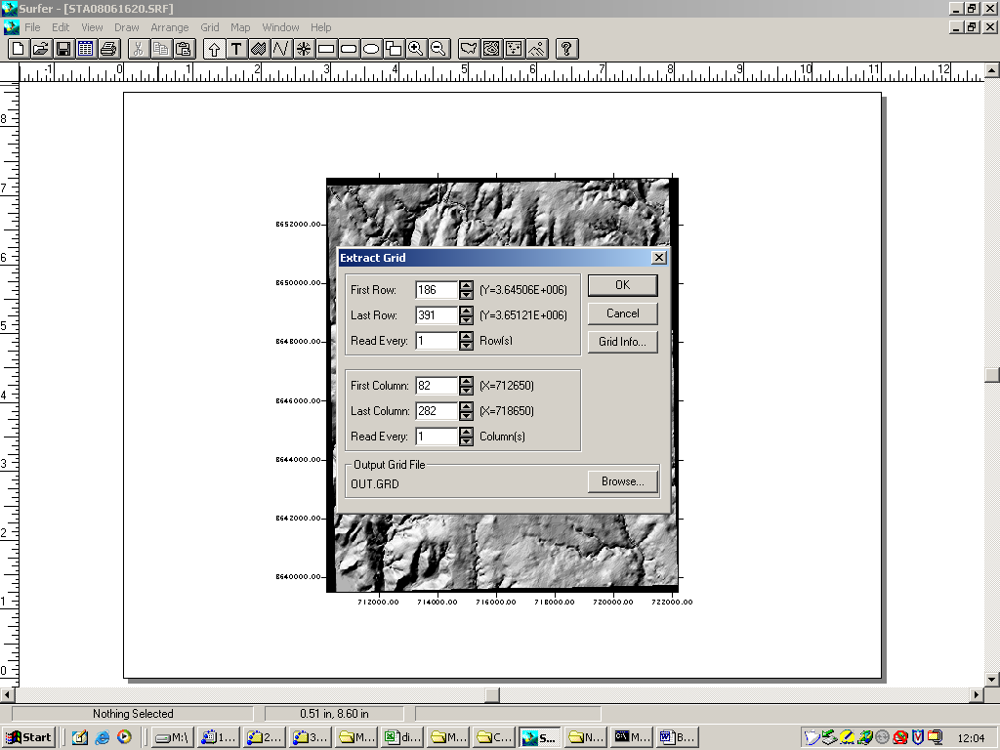 Surfer - [STA08061620.SRF]
File Edit View Draw Arrange Grid Map Window Help
T ?
-1 0 1 2 3 4 5 6 7 8 9 10 11 12
8
7
6
5
4
3
2
1
0
8652000.00
8650000.00
8648000.00
8646000.00
8644000.00
8642000.00
8640000.00
712000.00 714000.00 716000.00 718000.00 720000.00 722000.00
Extract Grid
First Row: 186 (Y=3.64506E+006) OK
Last Row: 391 (Y=3.65121E+006) Cancel
Read Every: 1 Row(s) Grid Info...
First Column: 82 (X=712650)
Last Column: 282 (X=718650)
Read Every: 1 Column(s)
Output Grid File
OUT.GRD Browse...
Nothing Selected 0.51 in, 8.60 in
Start M:\ 1... 2... 3... M... di... M... C... S... N... M... B... 12:04